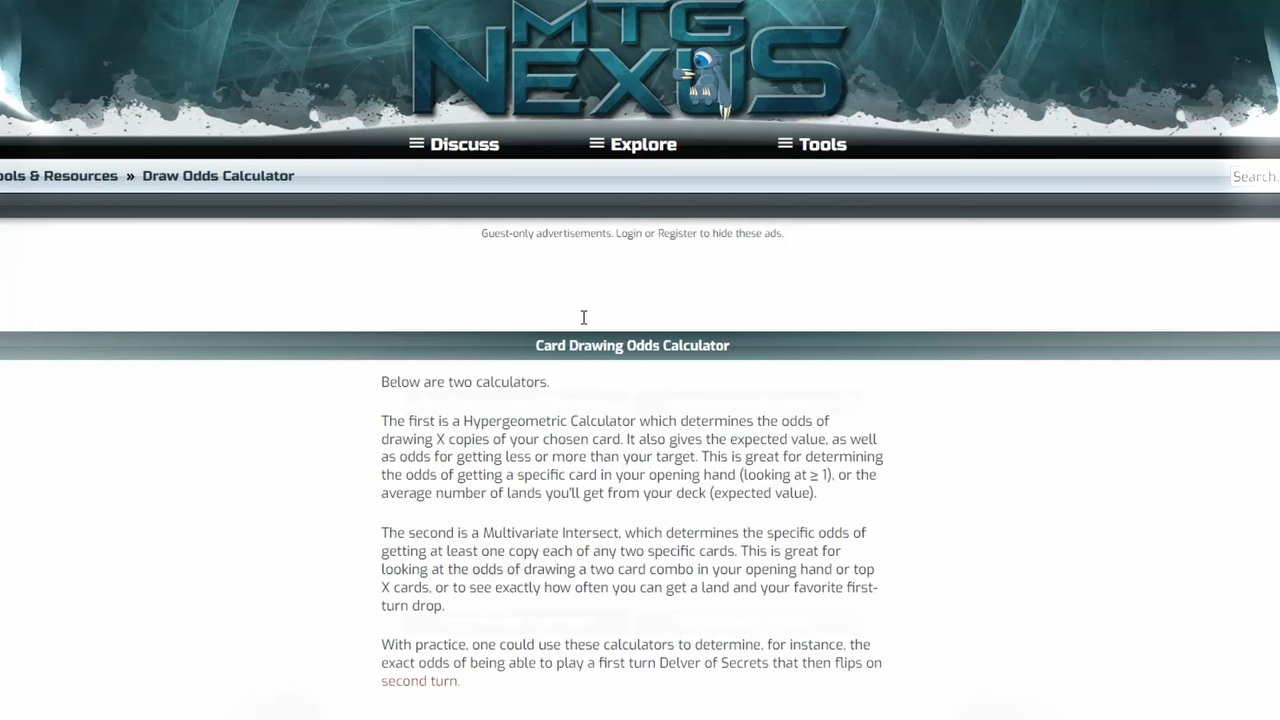 MTG
NEXUS
Discuss
Explore
Tools
ools & Resources » Draw Odds Calculator
Search.
Guest-only advertisements. Login or Register to hide these ads.
Card Drawing Odds Calculator
Below are two calculators.
The first is a Hypergeometric Calculator which determines the odds of
drawing X copies of your chosen card. It also gives the expected value, as well
as odds for getting less or more than your target. This is great for determining
the odds of getting a specific card in your opening hand (looking at ≥ 1), or the
average number of lands you'll get from your deck (expected value).
The second is a Multivariate Intersect, which determines the specific odds of
getting at least one copy each of any two specific cards. This is great for
looking at the odds of drawing a two card combo in your opening hand or top
X cards, or to see exactly how often you can get a land and your favorite first-
turn drop.
With practice, one could use these calculators to determine, for instance, the
exact odds of being able to play a first turn Delver of Secrets that then flips on
second turn.